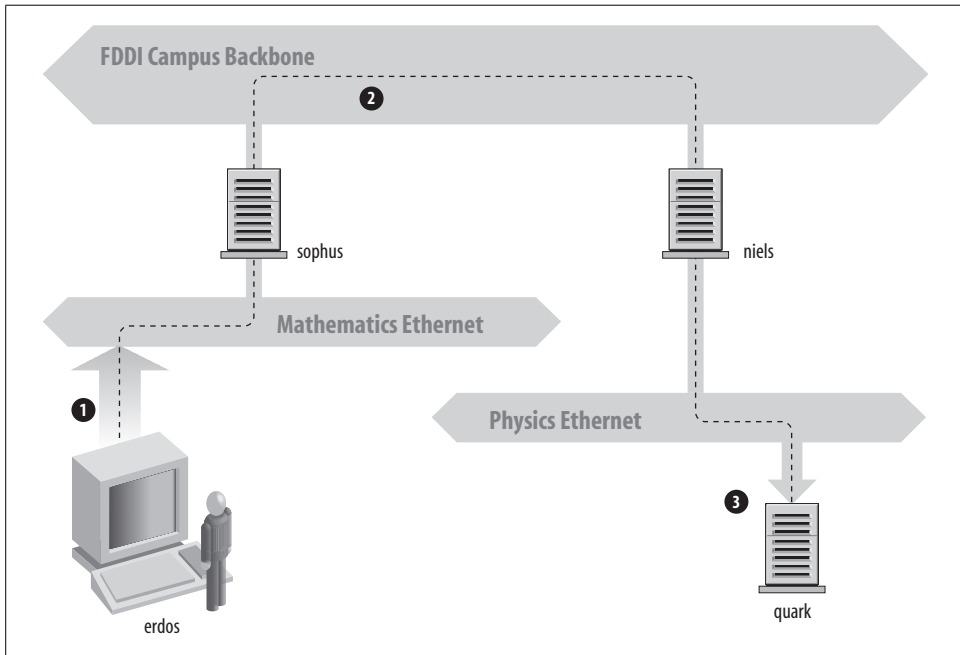 FDDI Campus Backbone
2
sophus
niels
Mathematics Ethernet
1
Physics Ethernet
3
erdos
quark